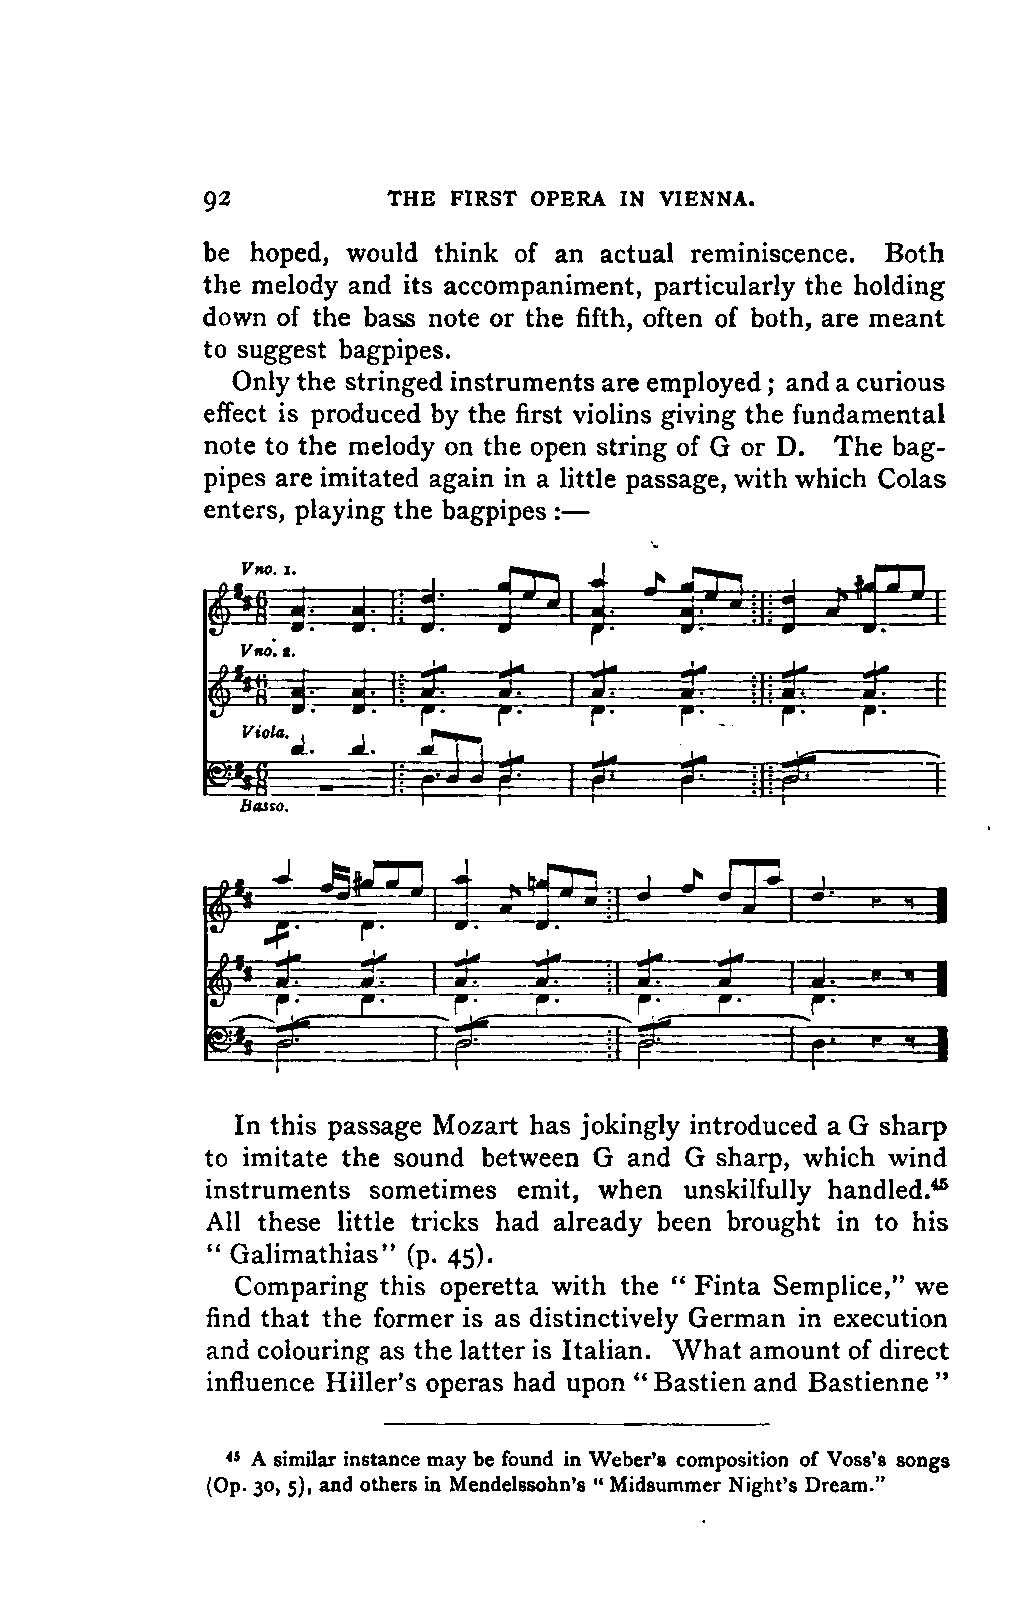 92 THE FIRST OPERA IN VIENNA.
be hoped, would think of an actual reminiscence. Both
the melody and its accompaniment, particularly the holding
down of the bass note or the fifth, often of both, are meant
to suggest bagpipes.
Only the stringed instruments are employed; and a curious
effect is produced by the first violins giving the fundamental
note to the melody on the open string of G or D. The bag-
pipes are imitated again in a little passage, with which Colas
enters, playing the bagpipes :—
Vno. 1.
Vno. 2.
Viola.
Basso.
In this passage Mozart has jokingly introduced a G sharp
to imitate the sound between G and G sharp, which wind
instruments sometimes emit, when unskilfully handled.⁴⁵
All these little tricks had already been brought in to his
“ Galimathias” (p. 45).
Comparing this operetta with the “ Finta Semplice,” we
find that the former is as distinctively German in execution
and colouring as the latter is Italian. What amount of direct
influence Hiller’s operas had upon “ Bastien and Bastienne ”
⁴⁵ A similar instance may be found in Weber’s composition of Voss’s songs
(Op. 30, 5), and others in Mendelssohn’s “ Midsummer Night’s Dream.”